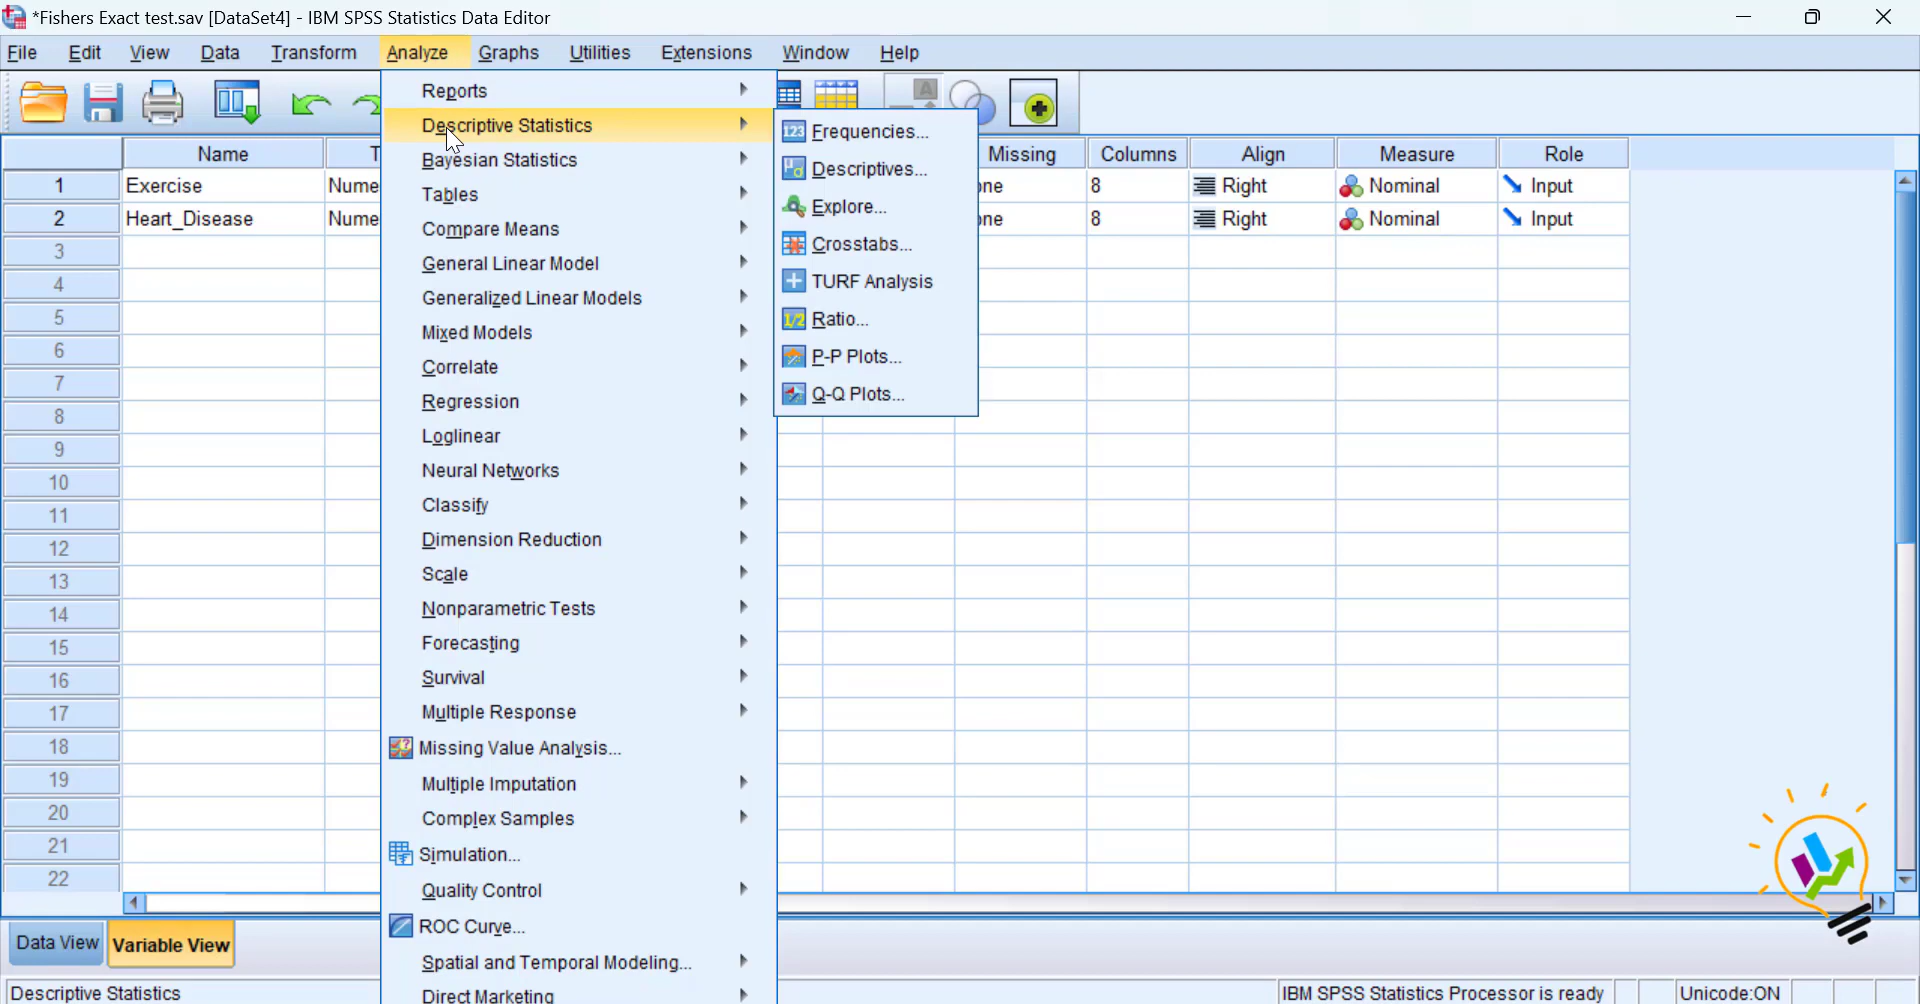 *Fishers Exact test.sav [DataSet4] - IBM SPSS Statistics Data Editor
File Edit View Data Transform Analyze Graphs Utilities Extensions Window Help
Reports
Descriptive Statistics
Bayesian Statistics
Tables
Compare Means
General Linear Model
Generalized Linear Models
Mixed Models
Correlate
Regression
Loglinear
Neural Networks
Classify
Dimension Reduction
Scale
Nonparametric Tests
Forecasting
Survival
Multiple Response
Missing Value Analysis...
Multiple Imputation
Complex Samples
Simulation...
Quality Control
ROC Curve...
Spatial and Temporal Modeling...
Direct Marketing
123 Frequencies...
Descriptives...
Explore...
Crosstabs...
TURF Analysis
1/2 Ratio...
P-P Plots...
Q-Q Plots...
A
Name T Missing Columns Align Measure Role
1 Exercise Nume one 8 Right Nominal Input
2 Heart_Disease Nume one 8 Right Nominal Input
3
4
5
6
7
8
9
10
11
12
13
14
15
16
17
18
19
20
21
22
Data View Variable View
Descriptive Statistics IBM SPSS Statistics Processor is ready Unicode:ON